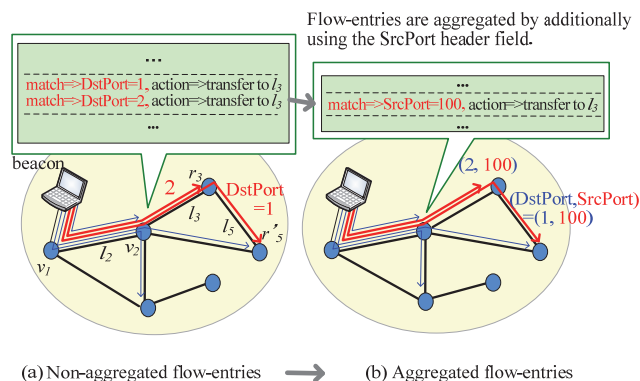 Flow-entries are aggregated by additionally
using the SrcPort header field.
...
match=>DstPort=1, action=>transfer to l3
match=>DstPort=2, action=>transfer to l3
...
...
match=>SrcPort=100, action=>transfer to l3
...
beacon
r3
2
DstPort
=1
l3
l5
r'5
v1
l2
v2
(2, 100)
(DstPort,SrcPort)
=(1, 100)
(a) Non-aggregated flow-entries
(b) Aggregated flow-entries